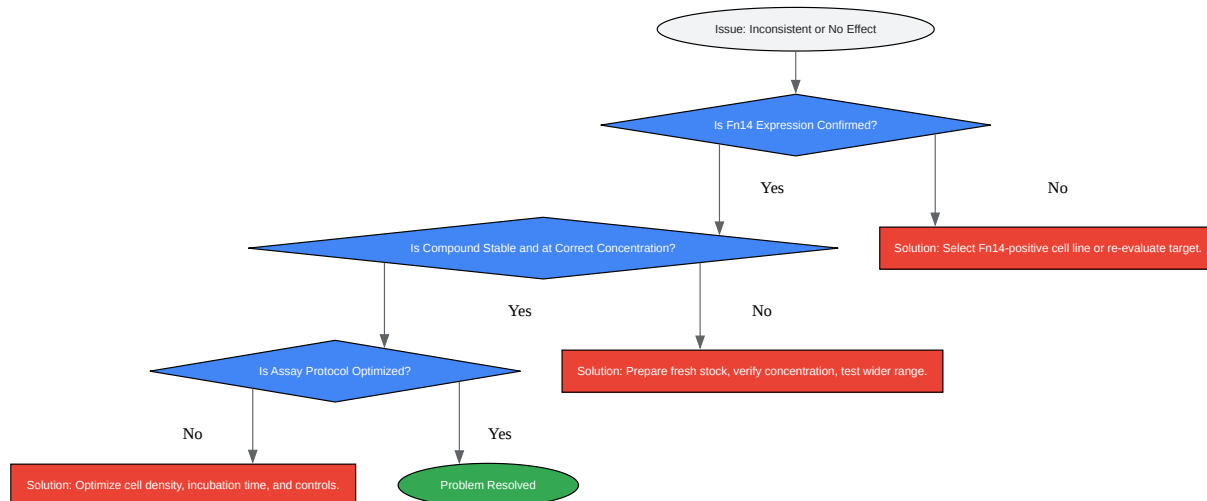 Issue: Inconsistent or No Effect
Is Fn14 Expression Confirmed?
Yes
No
Solution: Select Fn14-positive cell line or re-evaluate target.
Is Compound Stable and at Correct Concentration?
Yes
No
Solution: Prepare fresh stock, verify concentration, test wider range.
Is Assay Protocol Optimized?
No
Yes
Solution: Optimize cell density, incubation time, and controls.
Problem Resolved